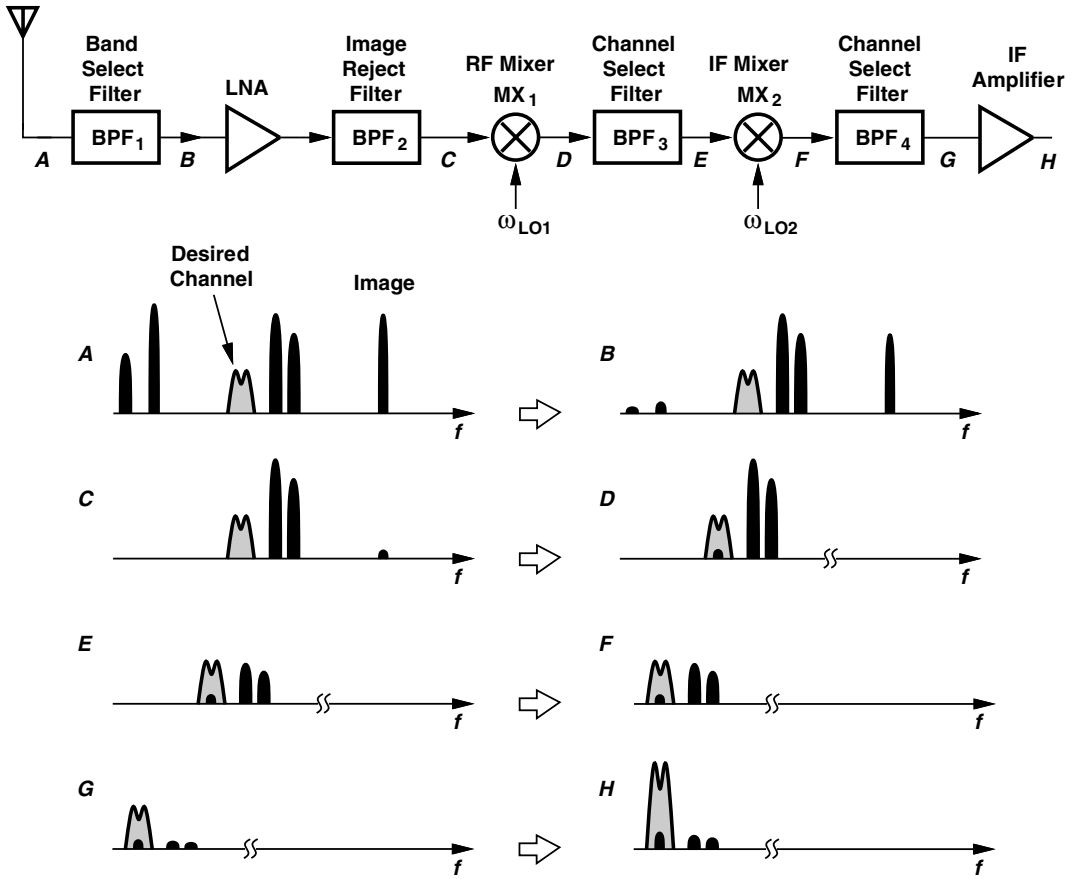 Band
Select
Filter
LNA
Image
Reject
Filter
RF Mixer
MX1
Channel
Select
Filter
IF Mixer
MX2
Channel
Select
Filter
IF
Amplifier
BPF1
BPF2
BPF3
BPF4
A
B
C
D
E
F
G
H
ωLO1
ωLO2
Desired
Channel
Image
A
f
B
f
C
f
D
f
E
f
F
f
G
f
H
f